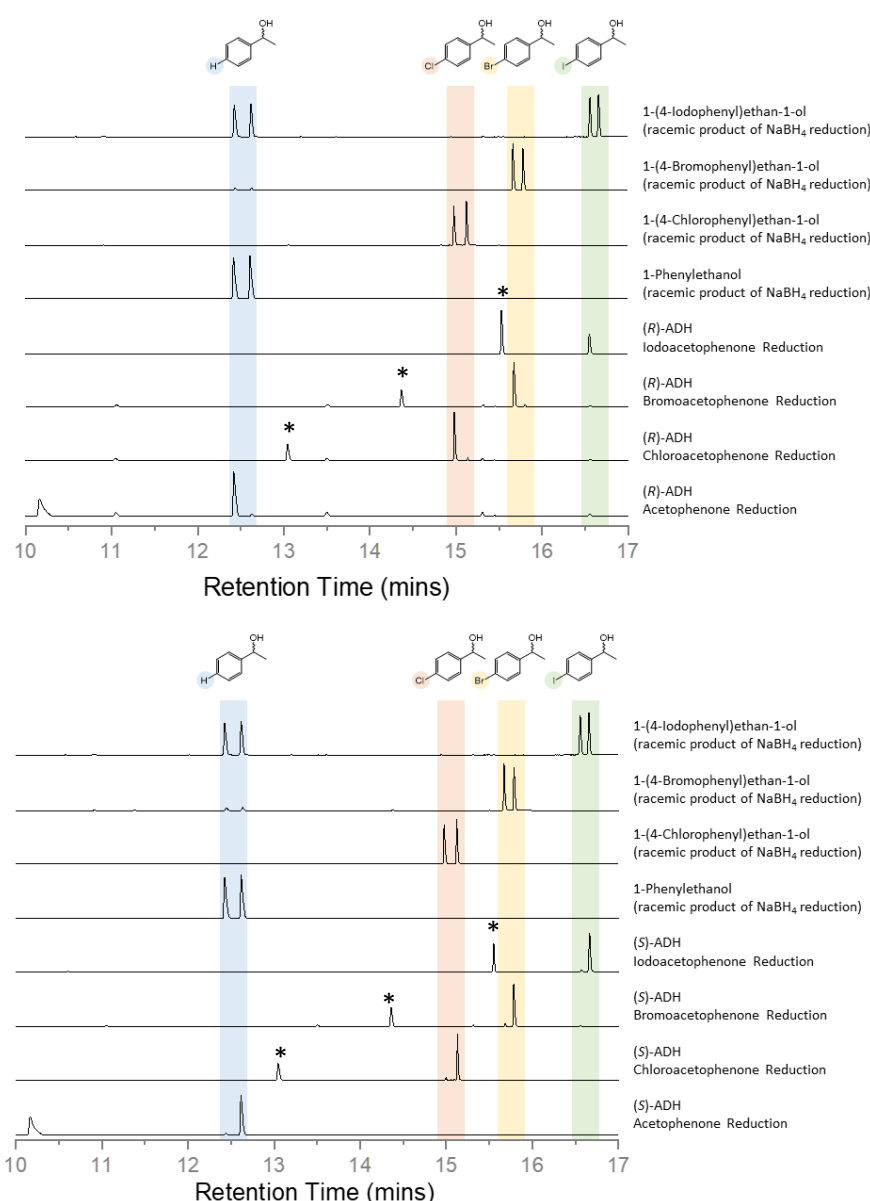 OH OH OH OH
H Cl Br I
1-(4-Iodophenyl)ethan-1-ol
(racemic product of NaBH4 reduction)
1-(4-Bromophenyl)ethan-1-ol
(racemic product of NaBH4 reduction)
1-(4-Chlorophenyl)ethan-1-ol
(racemic product of NaBH4 reduction)
1-Phenylethanol
(racemic product of NaBH4 reduction)
*
(R)-ADH
Iodoacetophenone Reduction
*
(R)-ADH
Bromoacetophenone Reduction
*
(R)-ADH
Chloroacetophenone Reduction
(R)-ADH
Acetophenone Reduction
10 11 12 13 14 15 16 17
Retention Time (mins)
OH OH OH OH
H Cl Br I
1-(4-Iodophenyl)ethan-1-ol
(racemic product of NaBH4 reduction)
1-(4-Bromophenyl)ethan-1-ol
(racemic product of NaBH4 reduction)
1-(4-Chlorophenyl)ethan-1-ol
(racemic product of NaBH4 reduction)
1-Phenylethanol
(racemic product of NaBH4 reduction)
*
(S)-ADH
Iodoacetophenone Reduction
*
(S)-ADH
Bromoacetophenone Reduction
*
(S)-ADH
Chloroacetophenone Reduction
(S)-ADH
Acetophenone Reduction
10 11 12 13 14 15 16 17
Retention Time (mins)